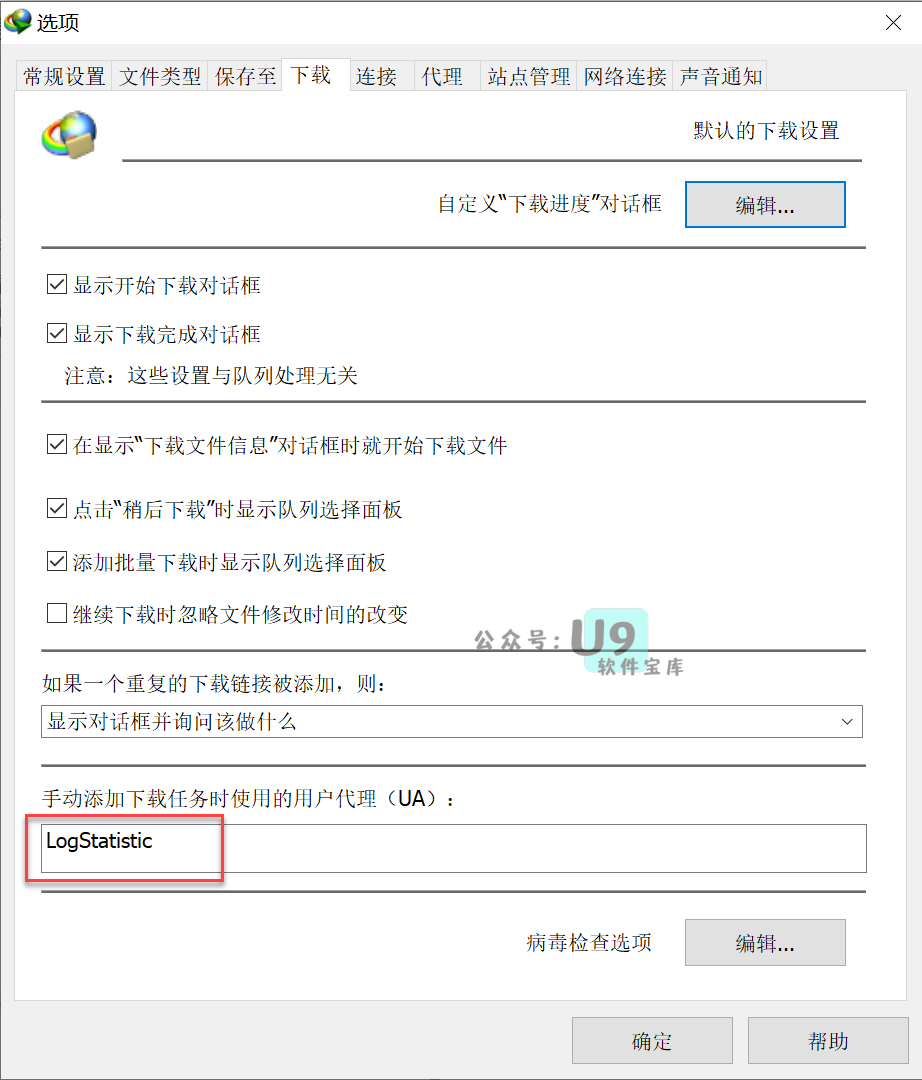 选项
常规设置 文件类型 保存至 下载 连接 代理 站点管理 网络连接 声音通知
默认的下载设置
自定义“下载进度”对话框 编辑...
显示开始下载对话框
显示下载完成对话框
注意：这些设置与队列处理无关
在显示“下载文件信息”对话框时就开始下载文件
点击“稍后下载”时显示队列选择面板
添加批量下载时显示队列选择面板
继续下载时忽略文件修改时间的改变
公众号: U9
软件宝库
如果一个重复的下载链接被添加，则：
显示对话框并询问该做什么
手动添加下载任务时使用的用户代理（UA）：
LogStatistic
病毒检查选项 编辑...
确定 帮助